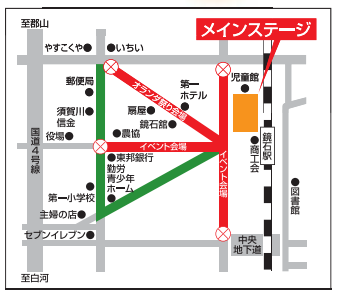 至郡山
メインステージ
やすこや
いちい
郵便局
児童館
オランダ祭り会場
第一
ホテル
須賀川
信金
扇屋
鏡石館
役場
農協
国道4号線
イベント会場
イベント会場
鏡石駅
商工会
東邦銀行
勤労
青少年
ホーム
図書館
第一小学校
主婦の店
セブンイレブン
中央
地下道
至白河